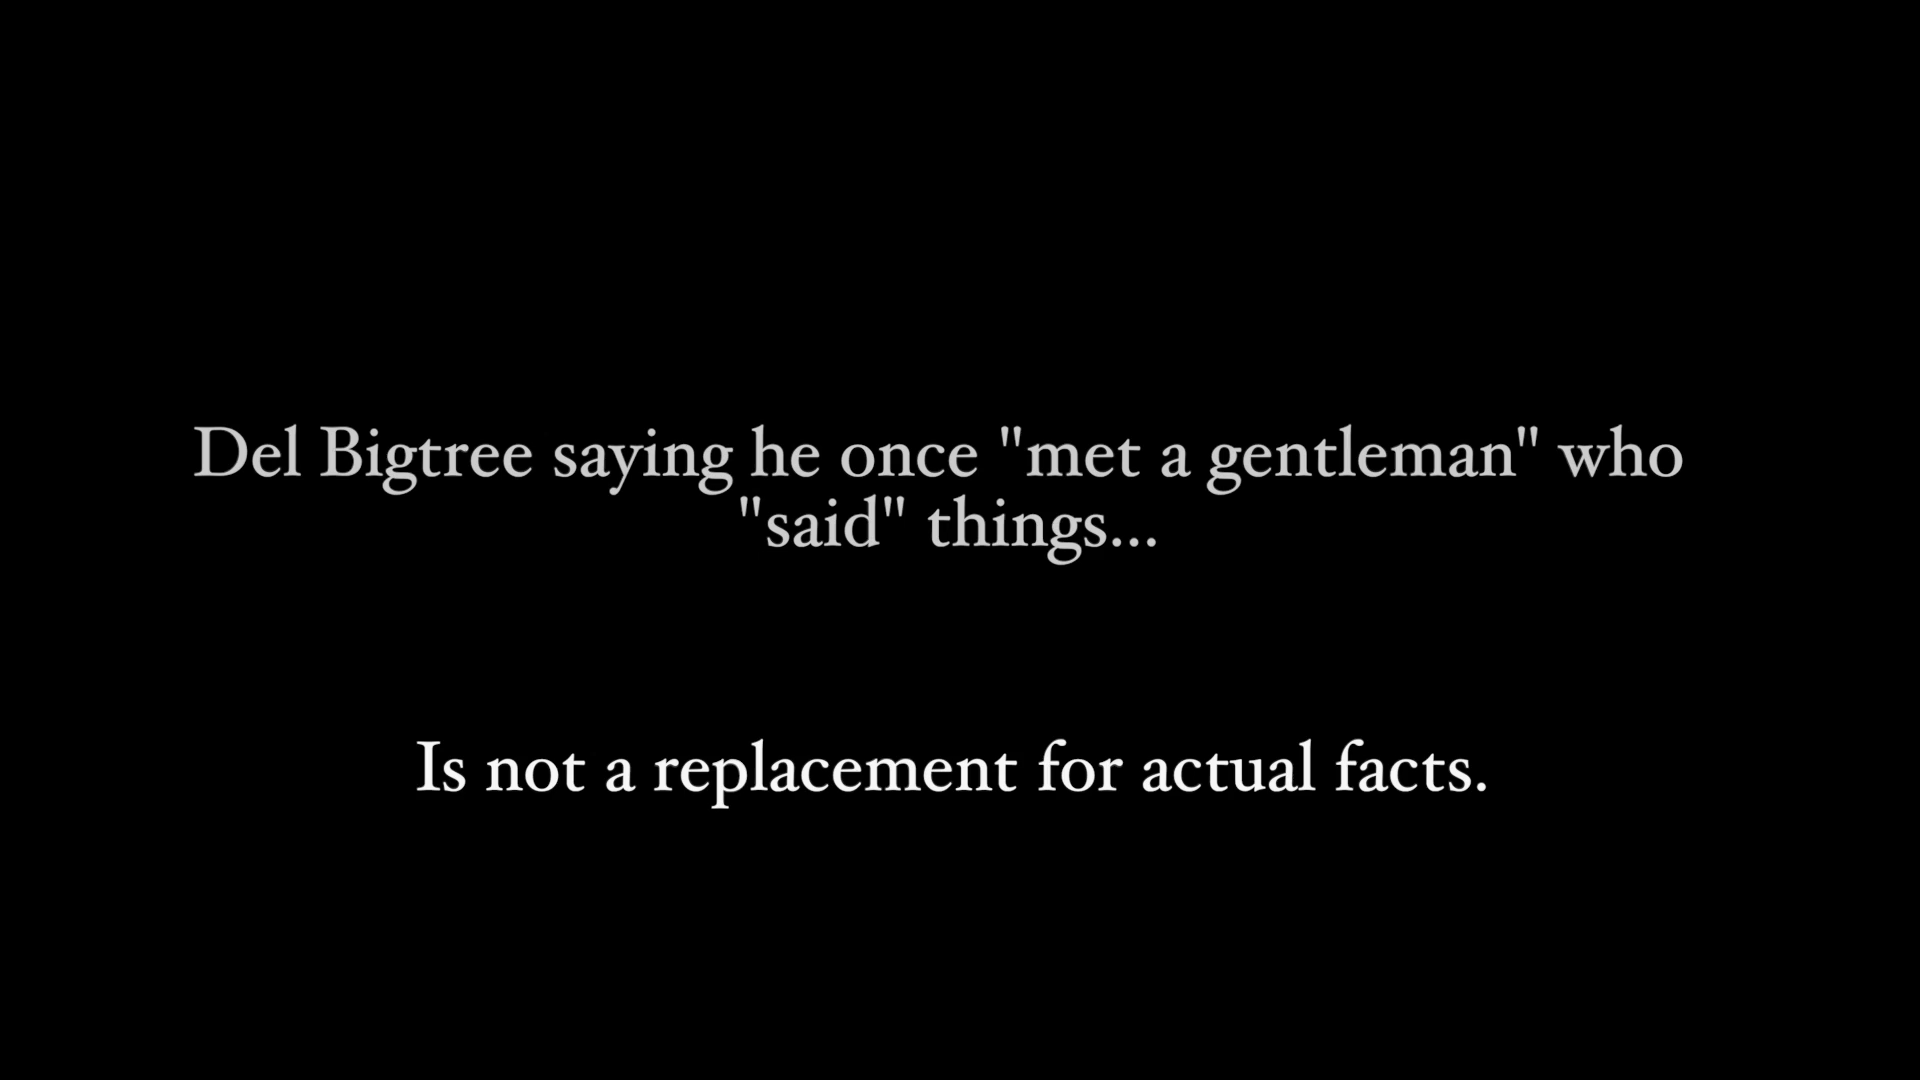 Del Bigtree saying he once "met a gentleman" who
"said" things...
Is not a replacement for actual facts.